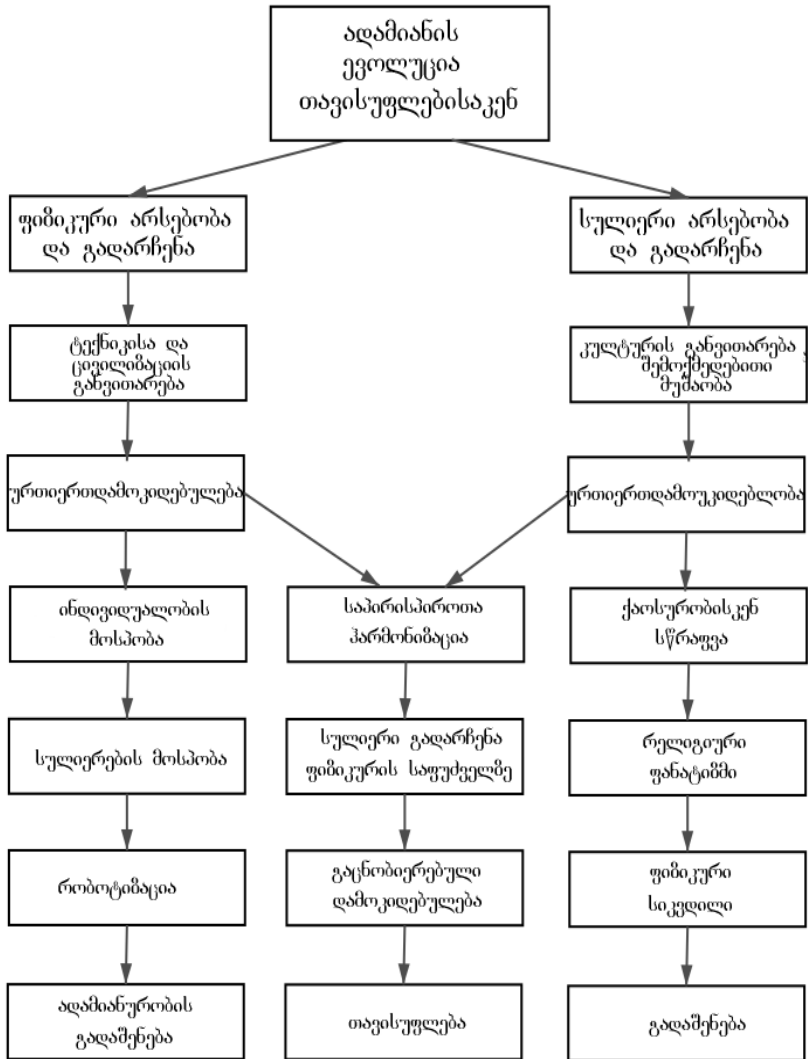 ადამიანის
ევოლუცია
თავისუფლებისაკენ
ფიზიკური არსებობა
და გადარჩენა
სულიერი არსებობა
და გადარჩენა
ტექნიკისა და
ცივილიზაციის
განვითარება
კულტურის განვითარება
შემოქმედებითი
მუშაობა
ურთიერთდამოკიდებულება
ურთიერთდამოუკიდებლობა
ინდივიდუალობის
მოსპობა
საპირისპიროთა
ჰარმონიზაცია
ქაოსურობისკენ
სწრაფვა
სულიერების მოსპობა
სულიერი გადარჩენა
ფიზიკურის საფუძველზე
რელიგიური
ფანატიზმი
რობოტიზაცია
გაცნობიერებული
დამოკიდებულება
ფიზიკური
სიკვდილი
ადამიანურობის
გადაშენება
თავისუფლება
გადაშენება